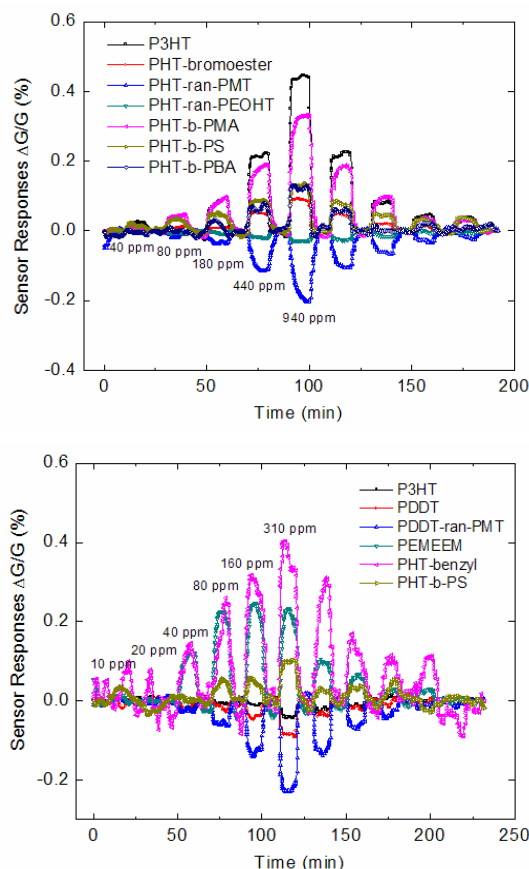 0.6
0.4
0.2
0.0
-0.2
-0.4
Sensor Responses ΔG/G (%)
P3HT
PHT-bromoester
PHT-ran-PMT
PHT-ran-PEOHT
PHT-b-PMA
PHT-b-PS
PHT-b-PBA
40 ppm
80 ppm
180 ppm
440 ppm
940 ppm
0 50 100 150 200
Time (min)
0.6
0.4
0.2
0.0
-0.2
Sensor Responses ΔG/G (%)
P3HT
PDDT
PDDT-ran-PMT
PEMEEM
PHT-benzyl
PHT-b-PS
310 ppm
160 ppm
80 ppm
40 ppm
20 ppm
10 ppm
0 50 100 150 200 250
Time (min)